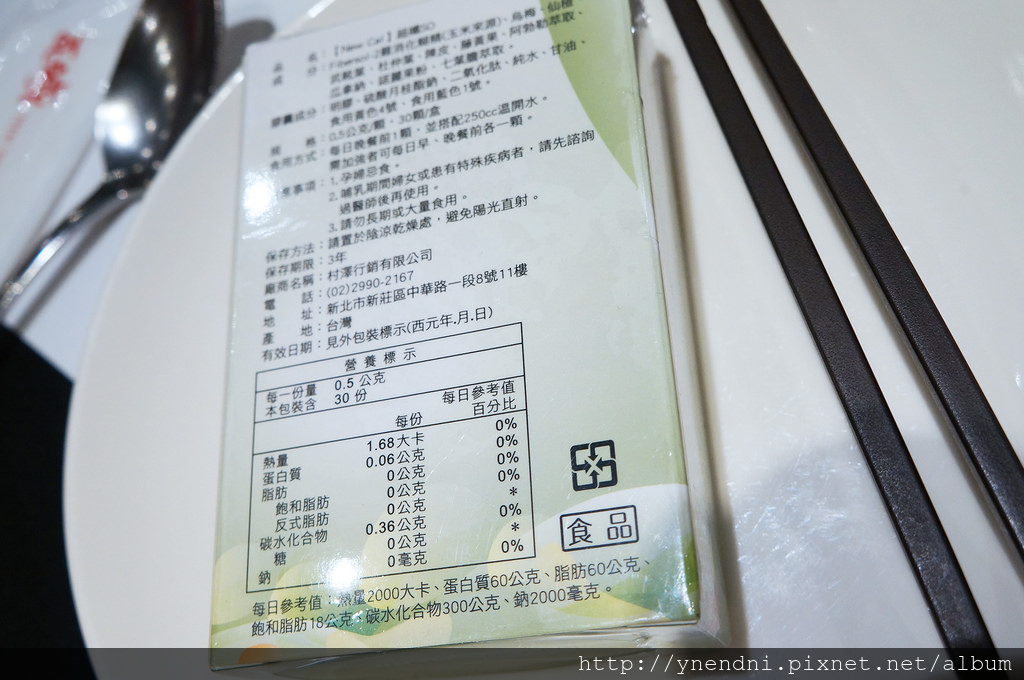 品 名：【New Cal】超纖SO
成 分：Fibersol-2難消化糊精(玉米來源)、烏梅、仙楂、
武靴葉、杜仲葉、陳皮、藤黃果、阿勃勒萃取、
瓜拿納、諾麗果粉、七葉膽萃取。
膠囊成分：明膠、硫酸月桂酯鈉、二氧化肽、純水、甘油、
食用黃色4號、食用藍色1號。
規 格：0.5公克/顆，30顆/盒
食用方式：每日晚餐前1顆，並搭配250cc溫開水。
需加強者可每日早、晚餐前各一顆。
意事項：1. 孕婦忌食。
2. 哺乳期間婦女或患有特殊疾病者，請先諮詢
過醫師後再使用。
3. 請勿長期或大量食用。
保存方法：請置於陰涼乾燥處，避免陽光直射。
保存期限：3年
廠商名稱：村澤行銷有限公司
電 話：(02)2990-2167
地 址：新北市新莊區中華路一段8號11樓
產 地：台灣
有效日期：見外包裝標示(西元年.月.日)
營 養 標 示
每一份量 0.5 公克
本包裝含 30 份
每份 每日參考值百分比
熱量 1.68大卡 0%
蛋白質 0.06公克 0%
脂肪 0公克 0%
飽和脂肪 0公克 0%
反式脂肪 0公克 *
碳水化合物 0.36公克 0%
糖 0公克 *
鈉 0毫克 0%
每日參考值：熱量2000大卡、蛋白質60公克、脂肪60公克、
飽和脂肪18公克、碳水化合物300公克、鈉2000毫克。
食品
http://ynendni.pixnet.net/album